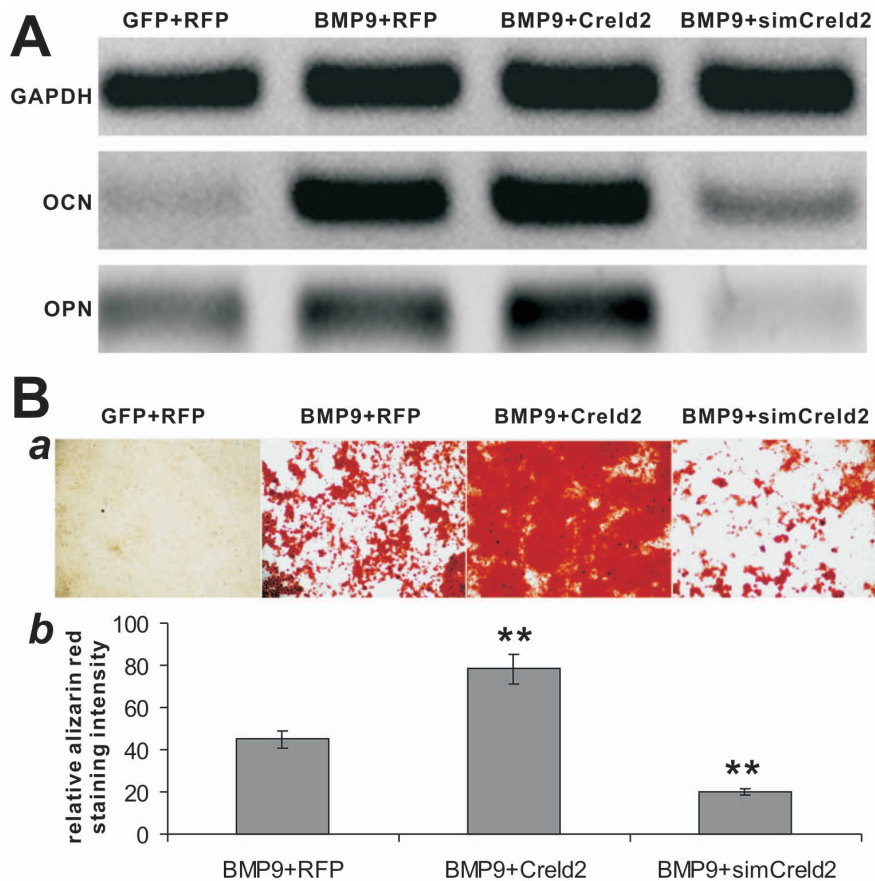 A
GFP+RFP BMP9+RFP BMP9+Creld2 BMP9+simCreld2
GAPDH
OCN
OPN
B
GFP+RFP BMP9+RFP BMP9+Creld2 BMP9+simCreld2
a
b
relative alizarin red
staining intensity
100
80
60
40
20
0
**
**
BMP9+RFP BMP9+Creld2 BMP9+simCreld2